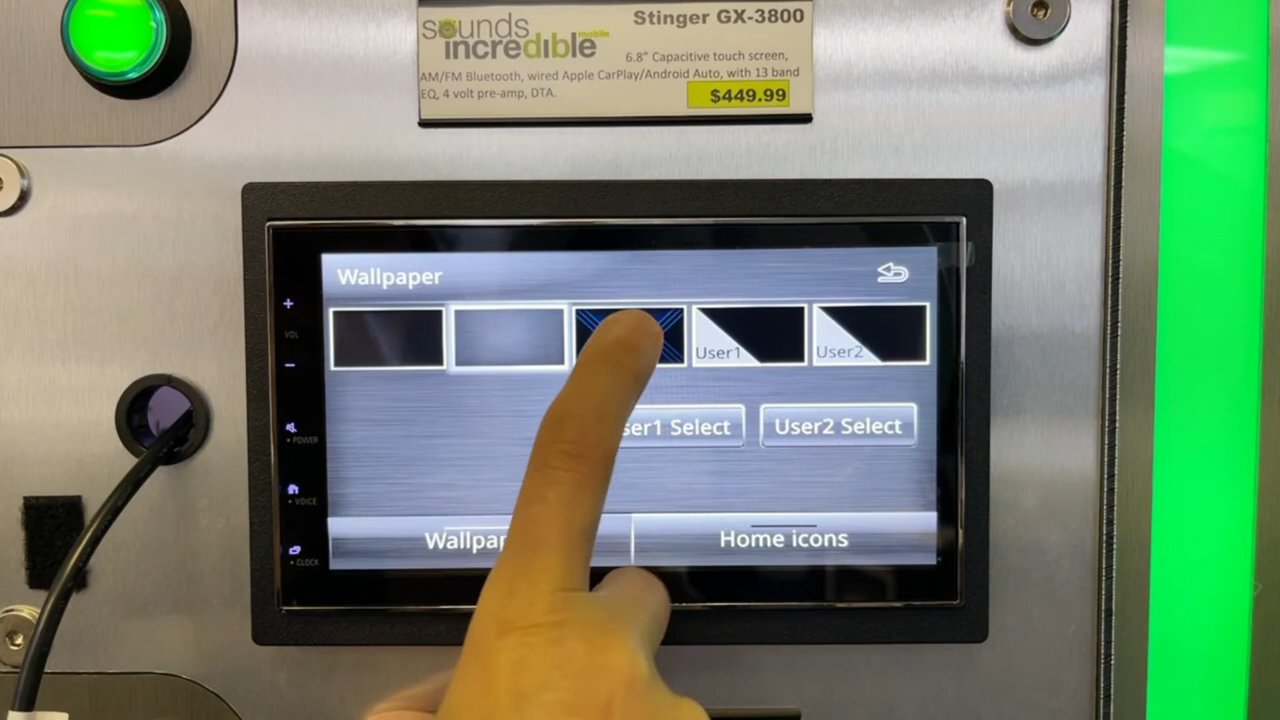 sounds
mobile
incredible
Stinger GX-3800
6.8" Capacitive touch screen,
AM/FM Bluetooth, wired Apple CarPlay/Android Auto, with 13 band
EQ, 4 volt pre-amp, DTA.
$449.99
Wallpaper
+
VOL
−
User1
User2
ser1 Select
User2 Select
• POWER
• VOICE
• CLOCK
Wallpap
Home icons